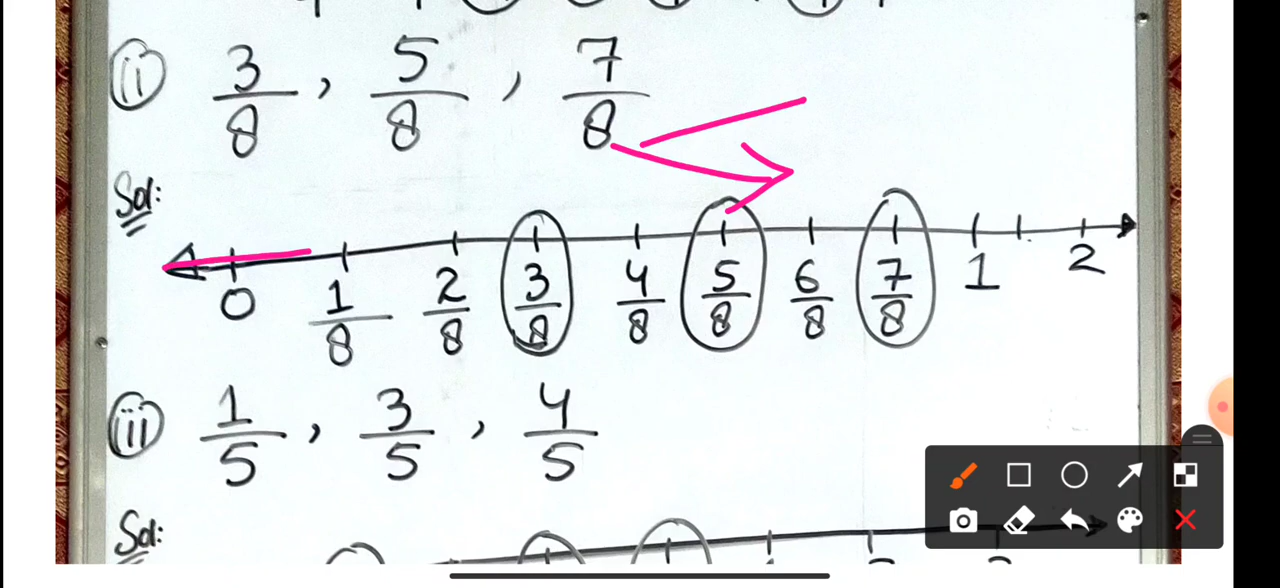 (ii) 3/8 , 5/8 , 7/8
Sol:
0 1/8 2/8 3/8 4/8 5/8 6/8 7/8 1 2
(iii) 1/5 , 3/5 , 4/5
Sol: